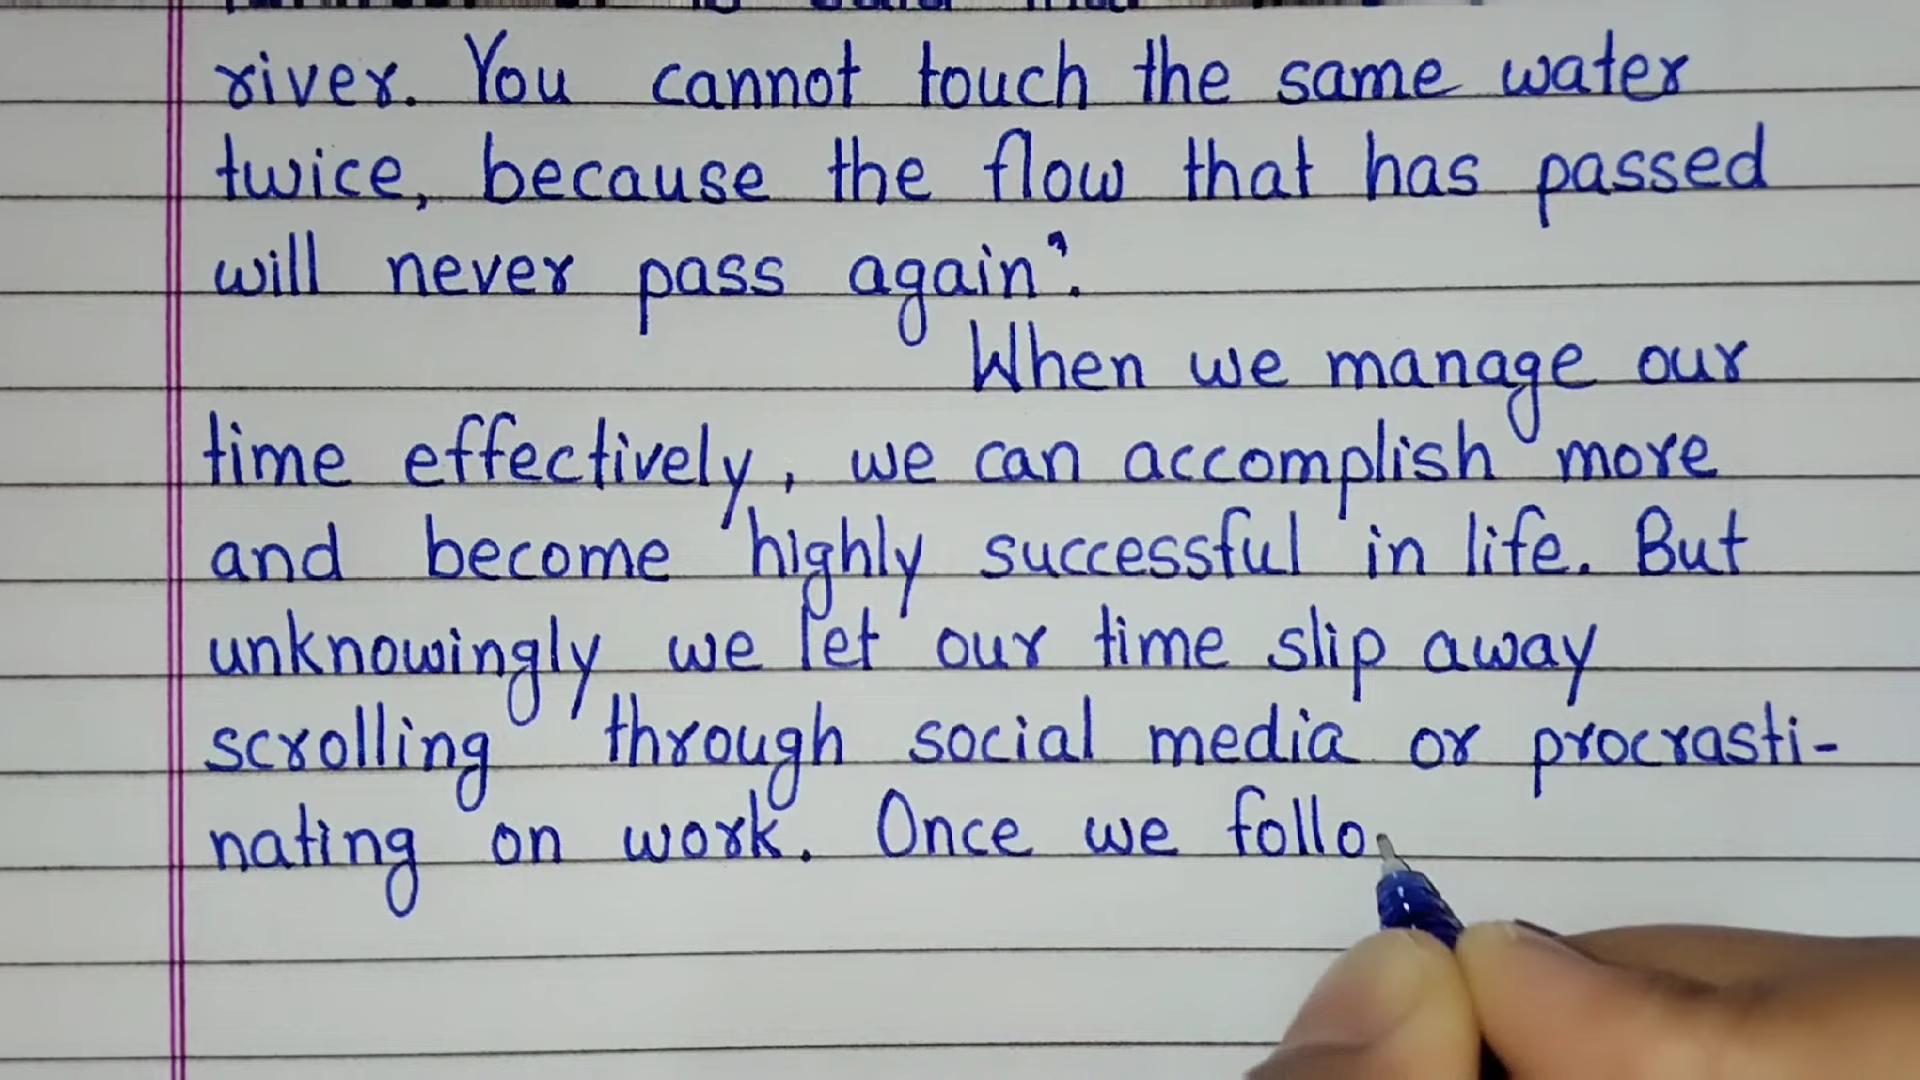 river. You cannot touch the same water
twice, because the flow that has passed
will never pass again'.
When we manage our
time effectively, we can accomplish more
and become highly successful in life. But
unknowingly we let our time slip away
scrolling through social media or procrasti-
nating on work. Once we follo